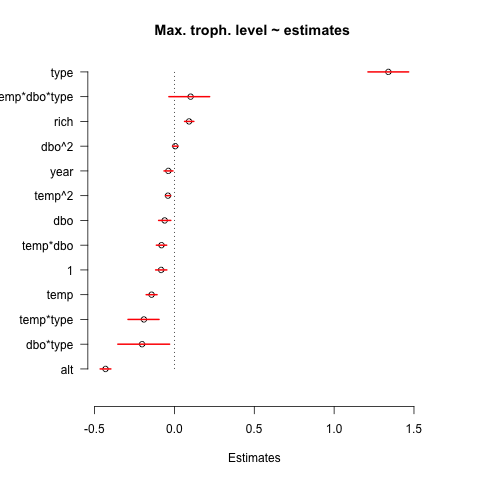 Max. troph. level ~ estimates
type
emp*dbo*type
rich
dbo^2
year
temp^2
dbo
temp*dbo
1
temp
temp*type
dbo*type
alt
-0.5 0.0 0.5 1.0 1.5
Estimates